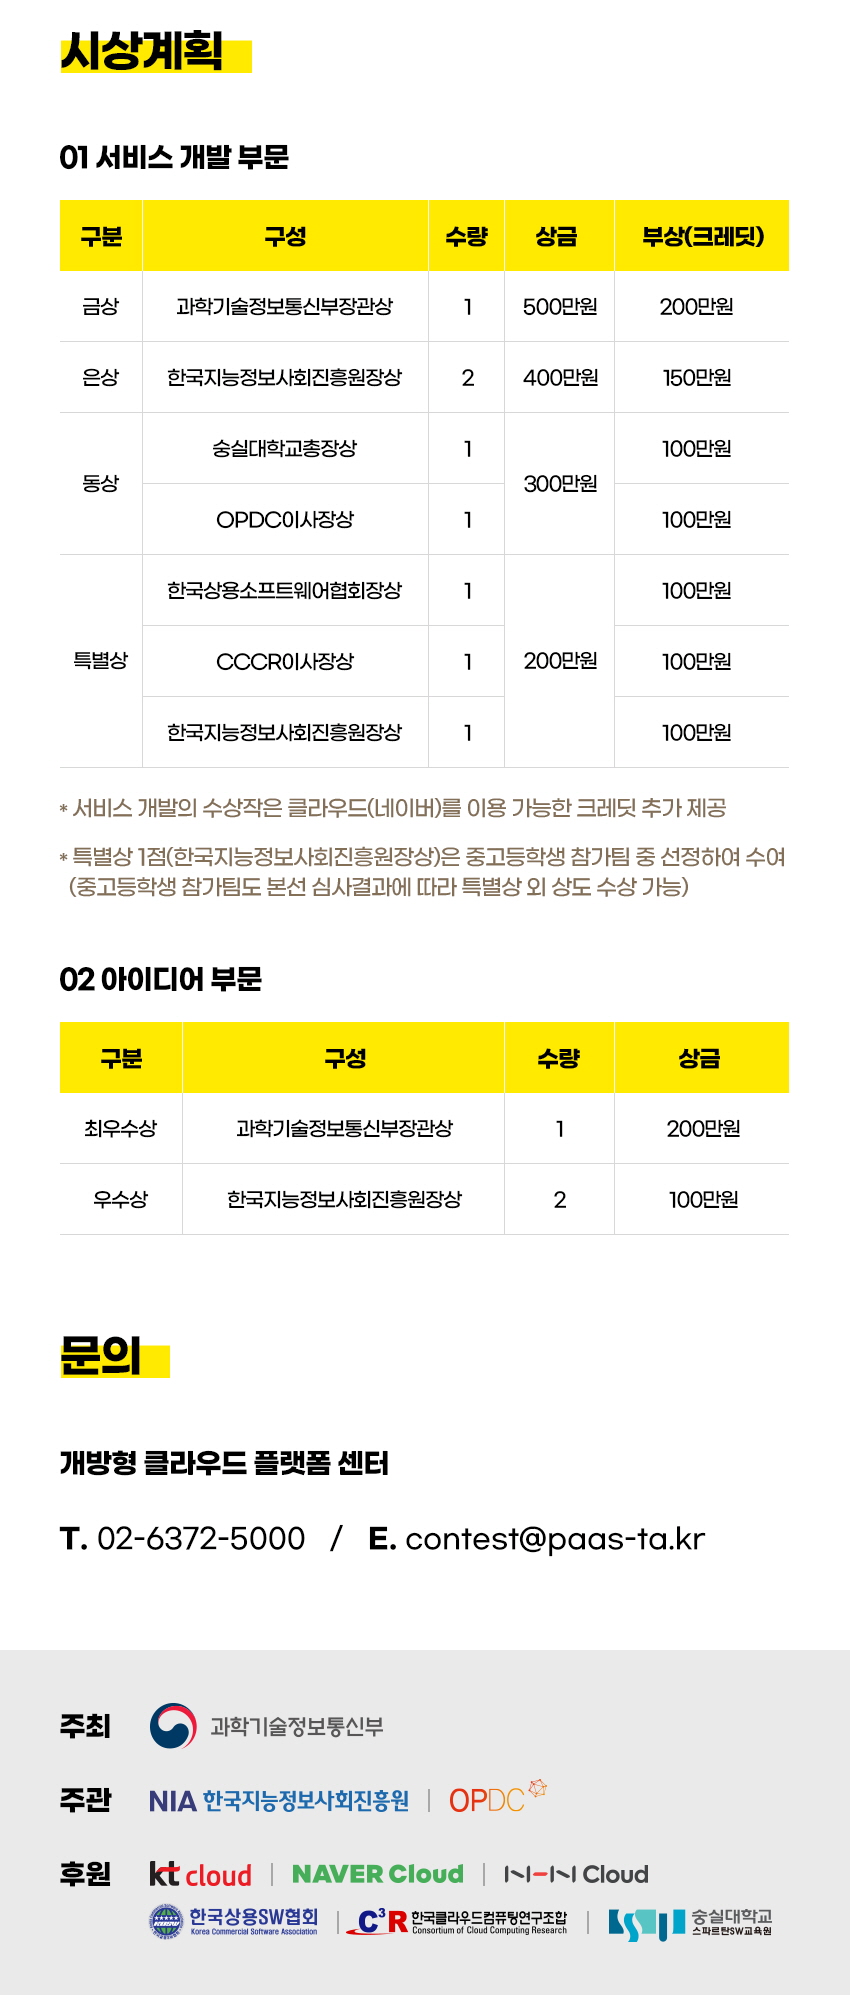 시상계획
01 서비스 개발 부문
구분 구성 수량 상금 부상(크레딧)
금상 과학기술정보통신부장관상 1 500만원 200만원
은상 한국지능정보사회진흥원장상 2 400만원 150만원
동상 숭실대학교총장상 1 300만원 100만원
OPDC이사장상 1 100만원
특별상 한국상용소프트웨어협회장상 1 200만원 100만원
CCCR이사장상 1 100만원
한국지능정보사회진흥원장상 1 100만원
* 서비스 개발의 수상작은 클라우드(네이버)를 이용 가능한 크레딧 추가 제공
* 특별상 1점(한국지능정보사회진흥원장상)은 중고등학생 참가팀 중 선정하여 수여
(중고등학생 참가팀도 본선 심사결과에 따라 특별상 외 상도 수상 가능)
02 아이디어 부문
구분 구성 수량 상금
최우수상 과학기술정보통신부장관상 1 200만원
우수상 한국지능정보사회진흥원장상 2 100만원
문의
개방형 클라우드 플랫폼 센터
T. 02-6372-5000 / E. contest@paas-ta.kr
주최 과학기술정보통신부
주관 NIA 한국지능정보사회진흥원 | OPDC
후원 kt cloud | NAVER Cloud | NHN Cloud
한국상용SW협회 | C3R 한국클라우드컴퓨팅연구조합 | 숭실대학교
Korea Commercial Software Association Consortium of Cloud Computing Research 스파르탄SW교육원